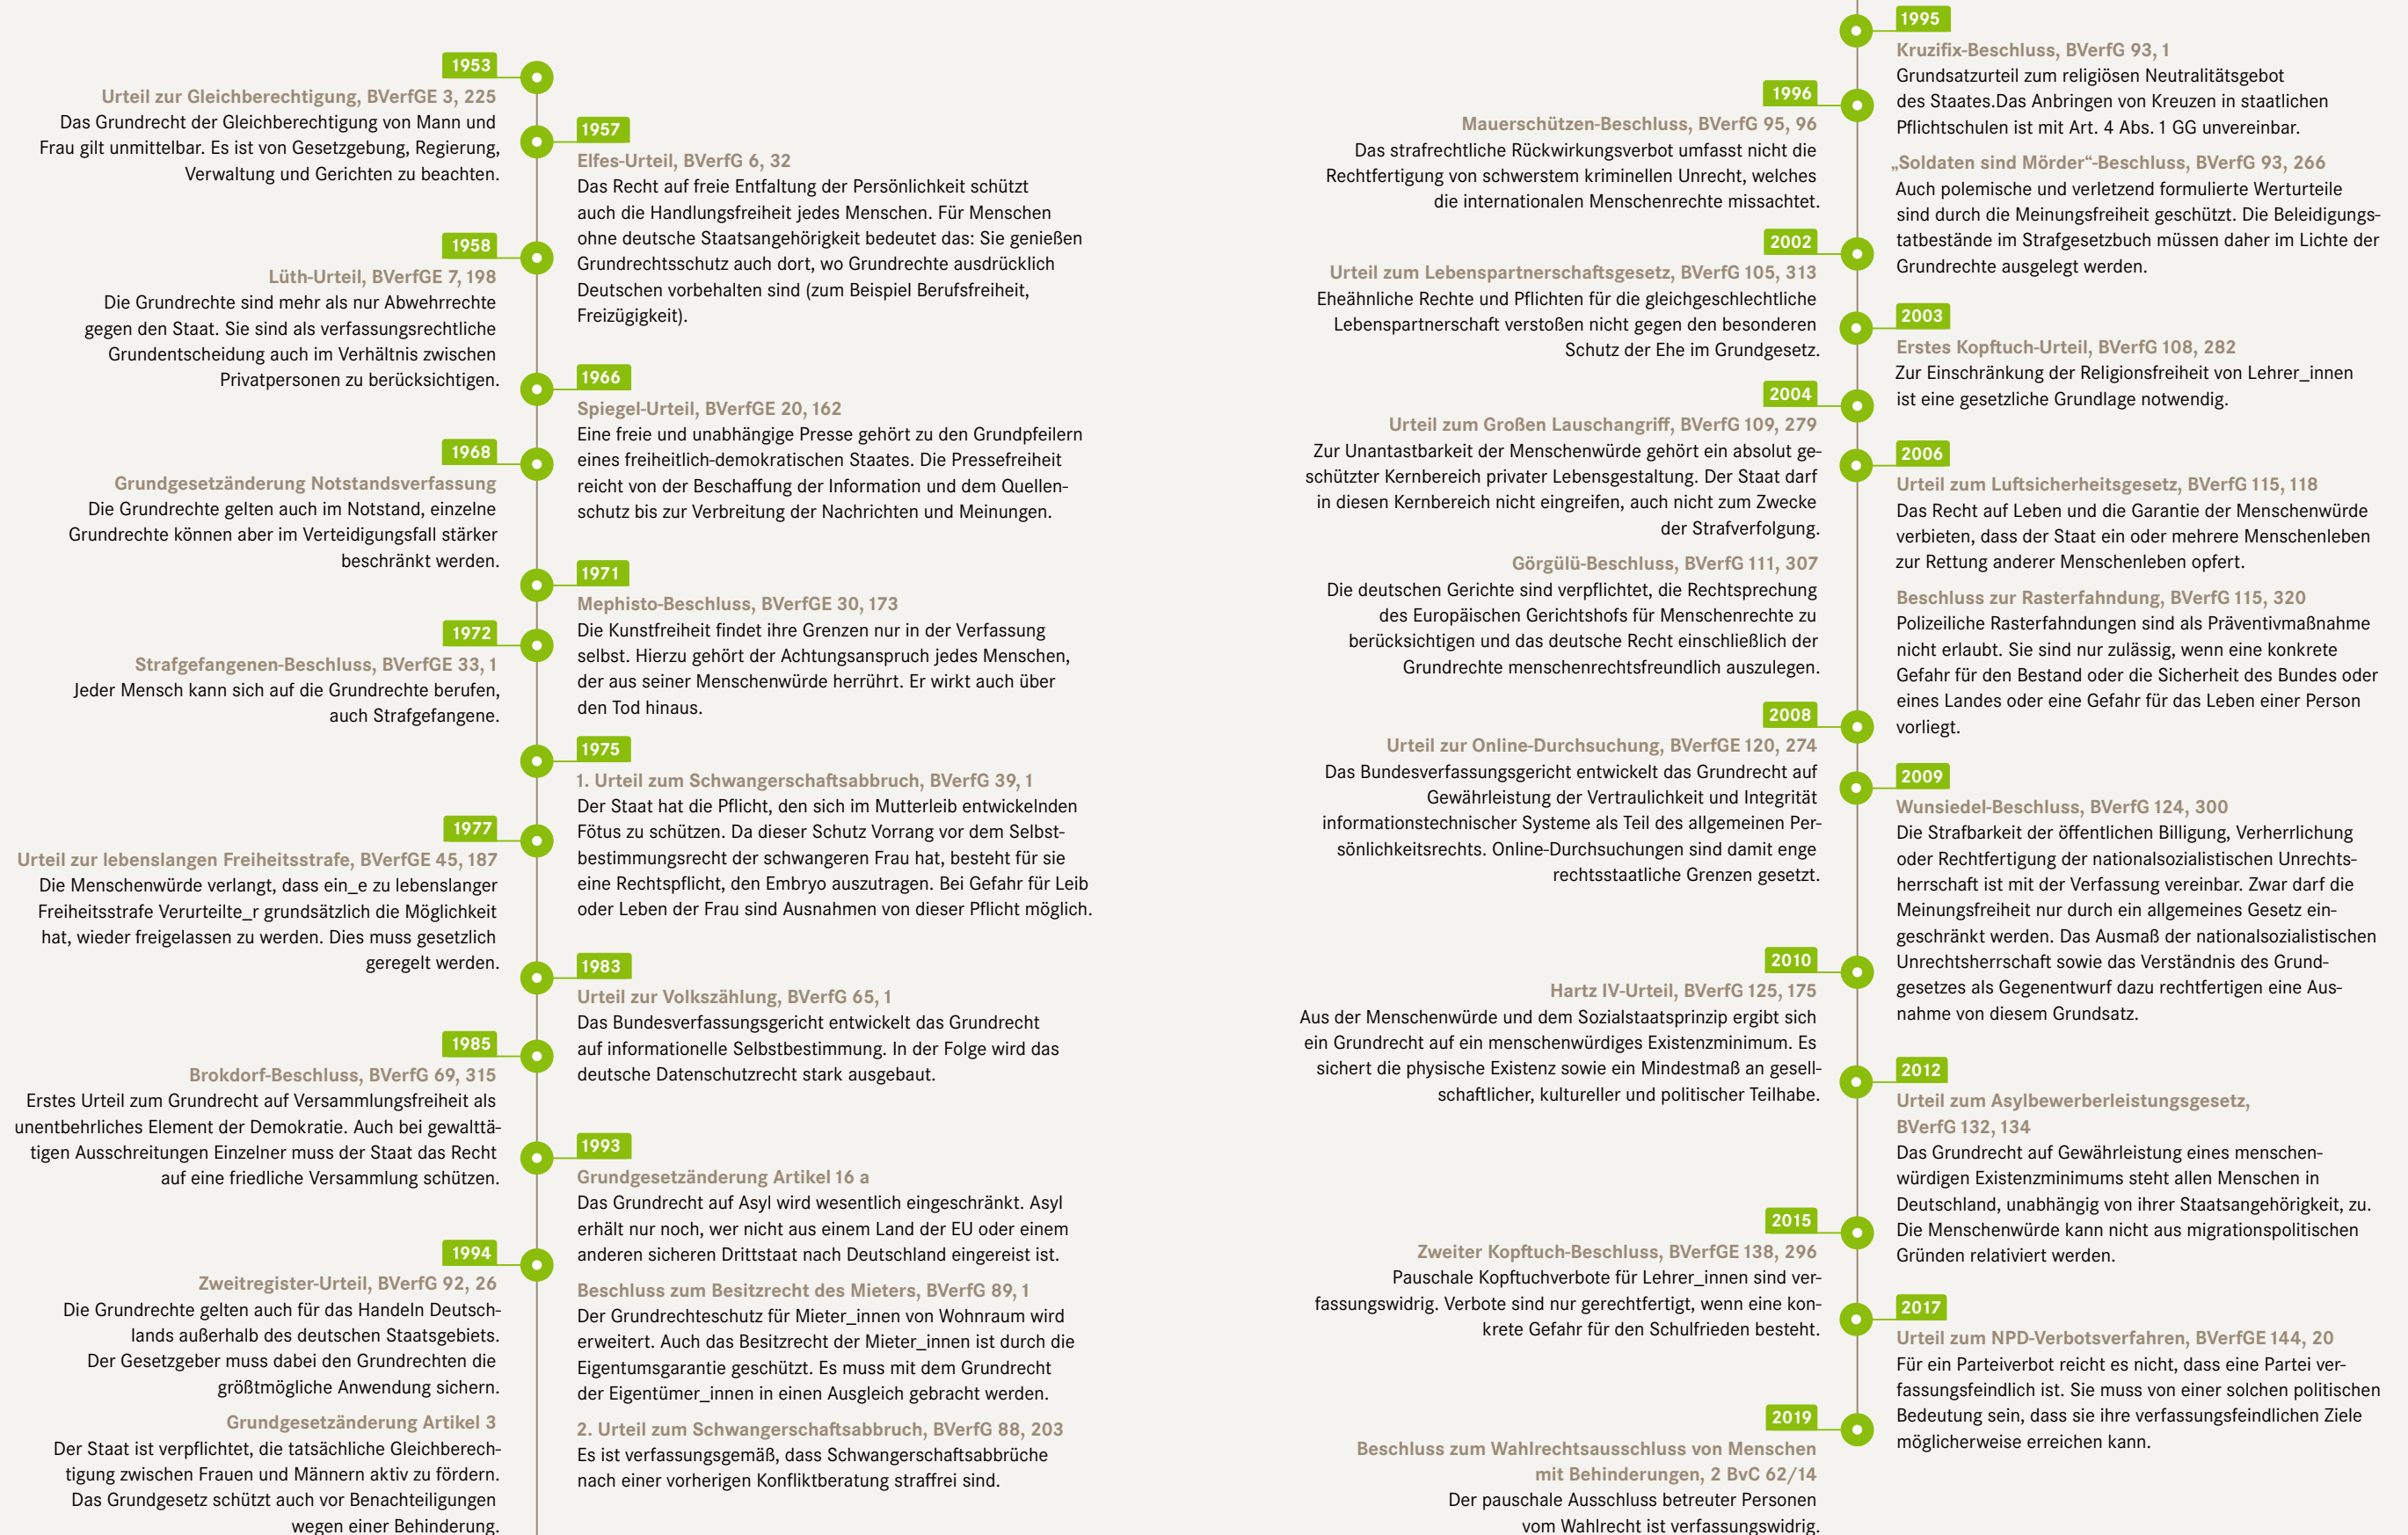 1953
Urteil zur Gleichberechtigung, BVerfGE 3, 225
Das Grundrecht der Gleichberechtigung von Mann und
Frau gilt unmittelbar. Es ist von Gesetzgebung, Regierung,
Verwaltung und Gerichten zu beachten.
1957
Elfes-Urteil, BVerfG 6, 32
Das Recht auf freie Entfaltung der Persönlichkeit schützt
auch die Handlungsfreiheit jedes Menschen. Für Menschen
ohne deutsche Staatsangehörigkeit bedeutet das: Sie genießen
Grundrechtsschutz auch dort, wo Grundrechte ausdrücklich
Deutschen vorbehalten sind (zum Beispiel Berufsfreiheit,
Freizügigkeit).
1958
Lüth-Urteil, BVerfGE 7, 198
Die Grundrechte sind mehr als nur Abwehrrechte
gegen den Staat. Sie sind als verfassungsrechtliche
Grundentscheidung auch im Verhältnis zwischen
Privatpersonen zu berücksichtigen.
1966
Spiegel-Urteil, BVerfGE 20, 162
Eine freie und unabhängige Presse gehört zu den Grundpfeilern
eines freiheitlich-demokratischen Staates. Die Pressefreiheit
reicht von der Beschaffung der Information und dem Quellen-
schutz bis zur Verbreitung der Nachrichten und Meinungen.
1968
Grundgesetzänderung Notstandsverfassung
Die Grundrechte gelten auch im Notstand, einzelne
Grundrechte können aber im Verteidigungsfall stärker
beschränkt werden.
1971
Mephisto-Beschluss, BVerfGE 30, 173
Die Kunstfreiheit findet ihre Grenzen nur in der Verfassung
selbst. Hierzu gehört der Achtungsanspruch jedes Menschen,
der aus seiner Menschenwürde herrührt. Er wirkt auch über
den Tod hinaus.
1972
Strafgefangenen-Beschluss, BVerfGE 33, 1
Jeder Mensch kann sich auf die Grundrechte berufen,
auch Strafgefangene.
1975
1. Urteil zum Schwangerschaftsabbruch, BVerfG 39, 1
Der Staat hat die Pflicht, den sich im Mutterleib entwickelnden
Fötus zu schützen. Da dieser Schutz Vorrang vor dem Selbst-
bestimmungsrecht der schwangeren Frau hat, besteht für sie
eine Rechtspflicht, den Embryo auszutragen. Bei Gefahr für Leib
oder Leben der Frau sind Ausnahmen von dieser Pflicht möglich.
1977
Urteil zur lebenslangen Freiheitsstrafe, BVerfGE 45, 187
Die Menschenwürde verlangt, dass ein_e zu lebenslanger
Freiheitsstrafe Verurteilte_r grundsätzlich die Möglichkeit
hat, wieder freigelassen zu werden. Dies muss gesetzlich
geregelt werden.
1983
Urteil zur Volkszählung, BVerfG 65, 1
Das Bundesverfassungsgericht entwickelt das Grundrecht
auf informationelle Selbstbestimmung. In der Folge wird das
deutsche Datenschutzrecht stark ausgebaut.
1985
Brokdorf-Beschluss, BVerfG 69, 315
Erstes Urteil zum Grundrecht auf Versammlungsfreiheit als
unentbehrliches Element der Demokratie. Auch bei gewalttä-
tigen Ausschreitungen Einzelner muss der Staat das Recht
auf eine friedliche Versammlung schützen.
1993
Grundgesetzänderung Artikel 16 a
Das Grundrecht auf Asyl wird wesentlich eingeschränkt. Asyl
erhält nur noch, wer nicht aus einem Land der EU oder einem
anderen sicheren Drittstaat nach Deutschland eingereist ist.
Beschluss zum Besitzrecht des Mieters, BVerfG 89, 1
Der Grundrechteschutz für Mieter_innen von Wohnraum wird
erweitert. Auch das Besitzrecht der Mieter_innen ist durch die
Eigentumsgarantie geschützt. Es muss mit dem Grundrecht
der Eigentümer_innen in einen Ausgleich gebracht werden.
2. Urteil zum Schwangerschaftsabbruch, BVerfG 88, 203
Es ist verfassungsgemäß, dass Schwangerschaftsabbrüche
nach einer vorherigen Konfliktberatung straffrei sind.
1994
Zweitregister-Urteil, BVerfG 92, 26
Die Grundrechte gelten auch für das Handeln Deutsch-
lands außerhalb des deutschen Staatsgebiets.
Der Gesetzgeber muss dabei den Grundrechten die
größtmögliche Anwendung sichern.
Grundgesetzänderung Artikel 3
Der Staat ist verpflichtet, die tatsächliche Gleichberech-
tigung zwischen Frauen und Männern aktiv zu fördern.
Das Grundgesetz schützt auch vor Benachteiligungen
wegen einer Behinderung.
1995
Kruzifix-Beschluss, BVerfG 93, 1
Grundsatzurteil zum religiösen Neutralitätsgebot
des Staates.Das Anbringen von Kreuzen in staatlichen
Pflichtschulen ist mit Art. 4 Abs. 1 GG unvereinbar.
„Soldaten sind Mörder“-Beschluss, BVerfG 93, 266
Auch polemische und verletzend formulierte Werturteile
sind durch die Meinungsfreiheit geschützt. Die Beleidigungs-
tatbestände im Strafgesetzbuch müssen daher im Lichte der
Grundrechte ausgelegt werden.
1996
Mauerschützen-Beschluss, BVerfG 95, 96
Das strafrechtliche Rückwirkungsverbot umfasst nicht die
Rechtfertigung von schwerstem kriminellen Unrecht, welches
die internationalen Menschenrechte missachtet.
2002
Urteil zum Lebenspartnerschaftsgesetz, BVerfG 105, 313
Eheähnliche Rechte und Pflichten für die gleichgeschlechtliche
Lebenspartnerschaft verstoßen nicht gegen den besonderen
Schutz der Ehe im Grundgesetz.
2003
Erstes Kopftuch-Urteil, BVerfG 108, 282
Zur Einschränkung der Religionsfreiheit von Lehrer_innen
ist eine gesetzliche Grundlage notwendig.
2004
Urteil zum Großen Lauschangriff, BVerfG 109, 279
Zur Unantastbarkeit der Menschenwürde gehört ein absolut ge-
schützter Kernbereich privater Lebensgestaltung. Der Staat darf
in diesen Kernbereich nicht eingreifen, auch nicht zum Zwecke
der Strafverfolgung.
Görgülü-Beschluss, BVerfG 111, 307
Die deutschen Gerichte sind verpflichtet, die Rechtsprechung
des Europäischen Gerichtshofs für Menschenrechte zu
berücksichtigen und das deutsche Recht einschließlich der
Grundrechte menschenrechtsfreundlich auszulegen.
2006
Urteil zum Luftsicherheitsgesetz, BVerfG 115, 118
Das Recht auf Leben und die Garantie der Menschenwürde
verbieten, dass der Staat ein oder mehrere Menschenleben
zur Rettung anderer Menschenleben opfert.
Beschluss zur Rasterfahndung, BVerfG 115, 320
Polizeiliche Rasterfahndungen sind als Präventivmaßnahme
nicht erlaubt. Sie sind nur zulässig, wenn eine konkrete
Gefahr für den Bestand oder die Sicherheit des Bundes oder
eines Landes oder eine Gefahr für das Leben einer Person
vorliegt.
2008
Urteil zur Online-Durchsuchung, BVerfGE 120, 274
Das Bundesverfassungsgericht entwickelt das Grundrecht auf
Gewährleistung der Vertraulichkeit und Integrität
informationstechnischer Systeme als Teil des allgemeinen Per-
sönlichkeitsrechts. Online-Durchsuchungen sind damit enge
rechtsstaatliche Grenzen gesetzt.
2009
Wunsiedel-Beschluss, BVerfG 124, 300
Die Strafbarkeit der öffentlichen Billigung, Verherrlichung
oder Rechtfertigung der nationalsozialistischen Unrechts-
herrschaft ist mit der Verfassung vereinbar. Zwar darf die
Meinungsfreiheit nur durch ein allgemeines Gesetz ein-
geschränkt werden. Das Ausmaß der nationalsozialistischen
Unrechtsherrschaft sowie das Verständnis des Grund-
gesetzes als Gegenentwurf dazu rechtfertigen eine Aus-
nahme von diesem Grundsatz.
2010
Hartz IV-Urteil, BVerfG 125, 175
Aus der Menschenwürde und dem Sozialstaatsprinzip ergibt sich
ein Grundrecht auf ein menschenwürdiges Existenzminimum. Es
sichert die physische Existenz sowie ein Mindestmaß an gesell-
schaftlicher, kultureller und politischer Teilhabe.
2012
Urteil zum Asylbewerberleistungsgesetz,
BVerfG 132, 134
Das Grundrecht auf Gewährleistung eines menschen-
würdigen Existenzminimums steht allen Menschen in
Deutschland, unabhängig von ihrer Staatsangehörigkeit, zu.
Die Menschenwürde kann nicht aus migrationspolitischen
Gründen relativiert werden.
2015
Zweiter Kopftuch-Beschluss, BVerfGE 138, 296
Pauschale Kopftuchverbote für Lehrer_innen sind ver-
fassungswidrig. Verbote sind nur gerechtfertigt, wenn eine kon-
krete Gefahr für den Schulfrieden besteht.
2017
Urteil zum NPD-Verbotsverfahren, BVerfGE 144, 20
Für ein Parteiverbot reicht es nicht, dass eine Partei ver-
fassungsfeindlich ist. Sie muss von einer solchen politischen
Bedeutung sein, dass sie ihre verfassungsfeindlichen Ziele
möglicherweise erreichen kann.
2019
Beschluss zum Wahlrechtsausschluss von Menschen
mit Behinderungen, 2 BvC 62/14
Der pauschale Ausschluss betreuter Personen
vom Wahlrecht ist verfassungswidrig.